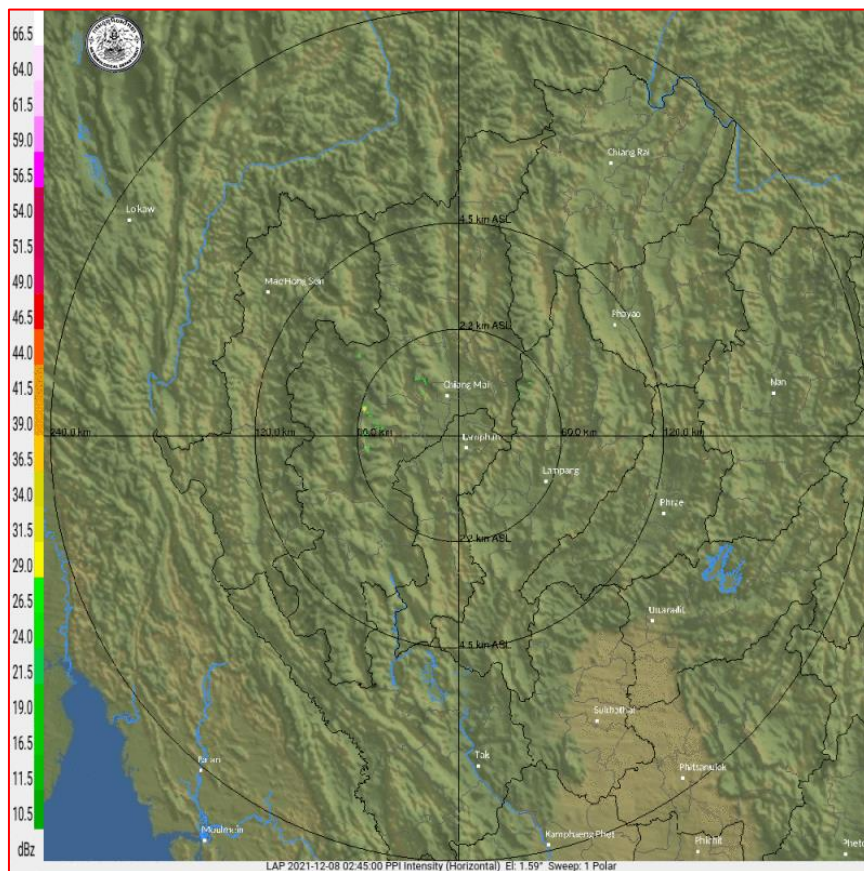 66.5
64.0
61.5
59.0
56.5
54.0
51.5
49.0
46.5
44.0
41.5
39.0
36.5
34.0
31.5
29.0
26.5
24.0
21.5
19.0
16.5
11.5
10.5
dBz
Chiang Rai
Loikaw
4.5 km ASL
Mae Hong Son
Phayao
2.2 km ASL
Chiang Mai
Nan
240.0 km
120.0 km
60.0 km
60.0 km
120.0 km
Lamphun
Lampang
Phrae
2.2 km ASL
Uttaradit
4.5 km ASL
Sukhothai
Tak
Phitsanulok
Moulmein
Kamphaeng Phet
Phichit
LAP 2021-12-08 02:45:00 PPI Intensity (Horizontal) El: 1.59° Sweep: 1 Polar